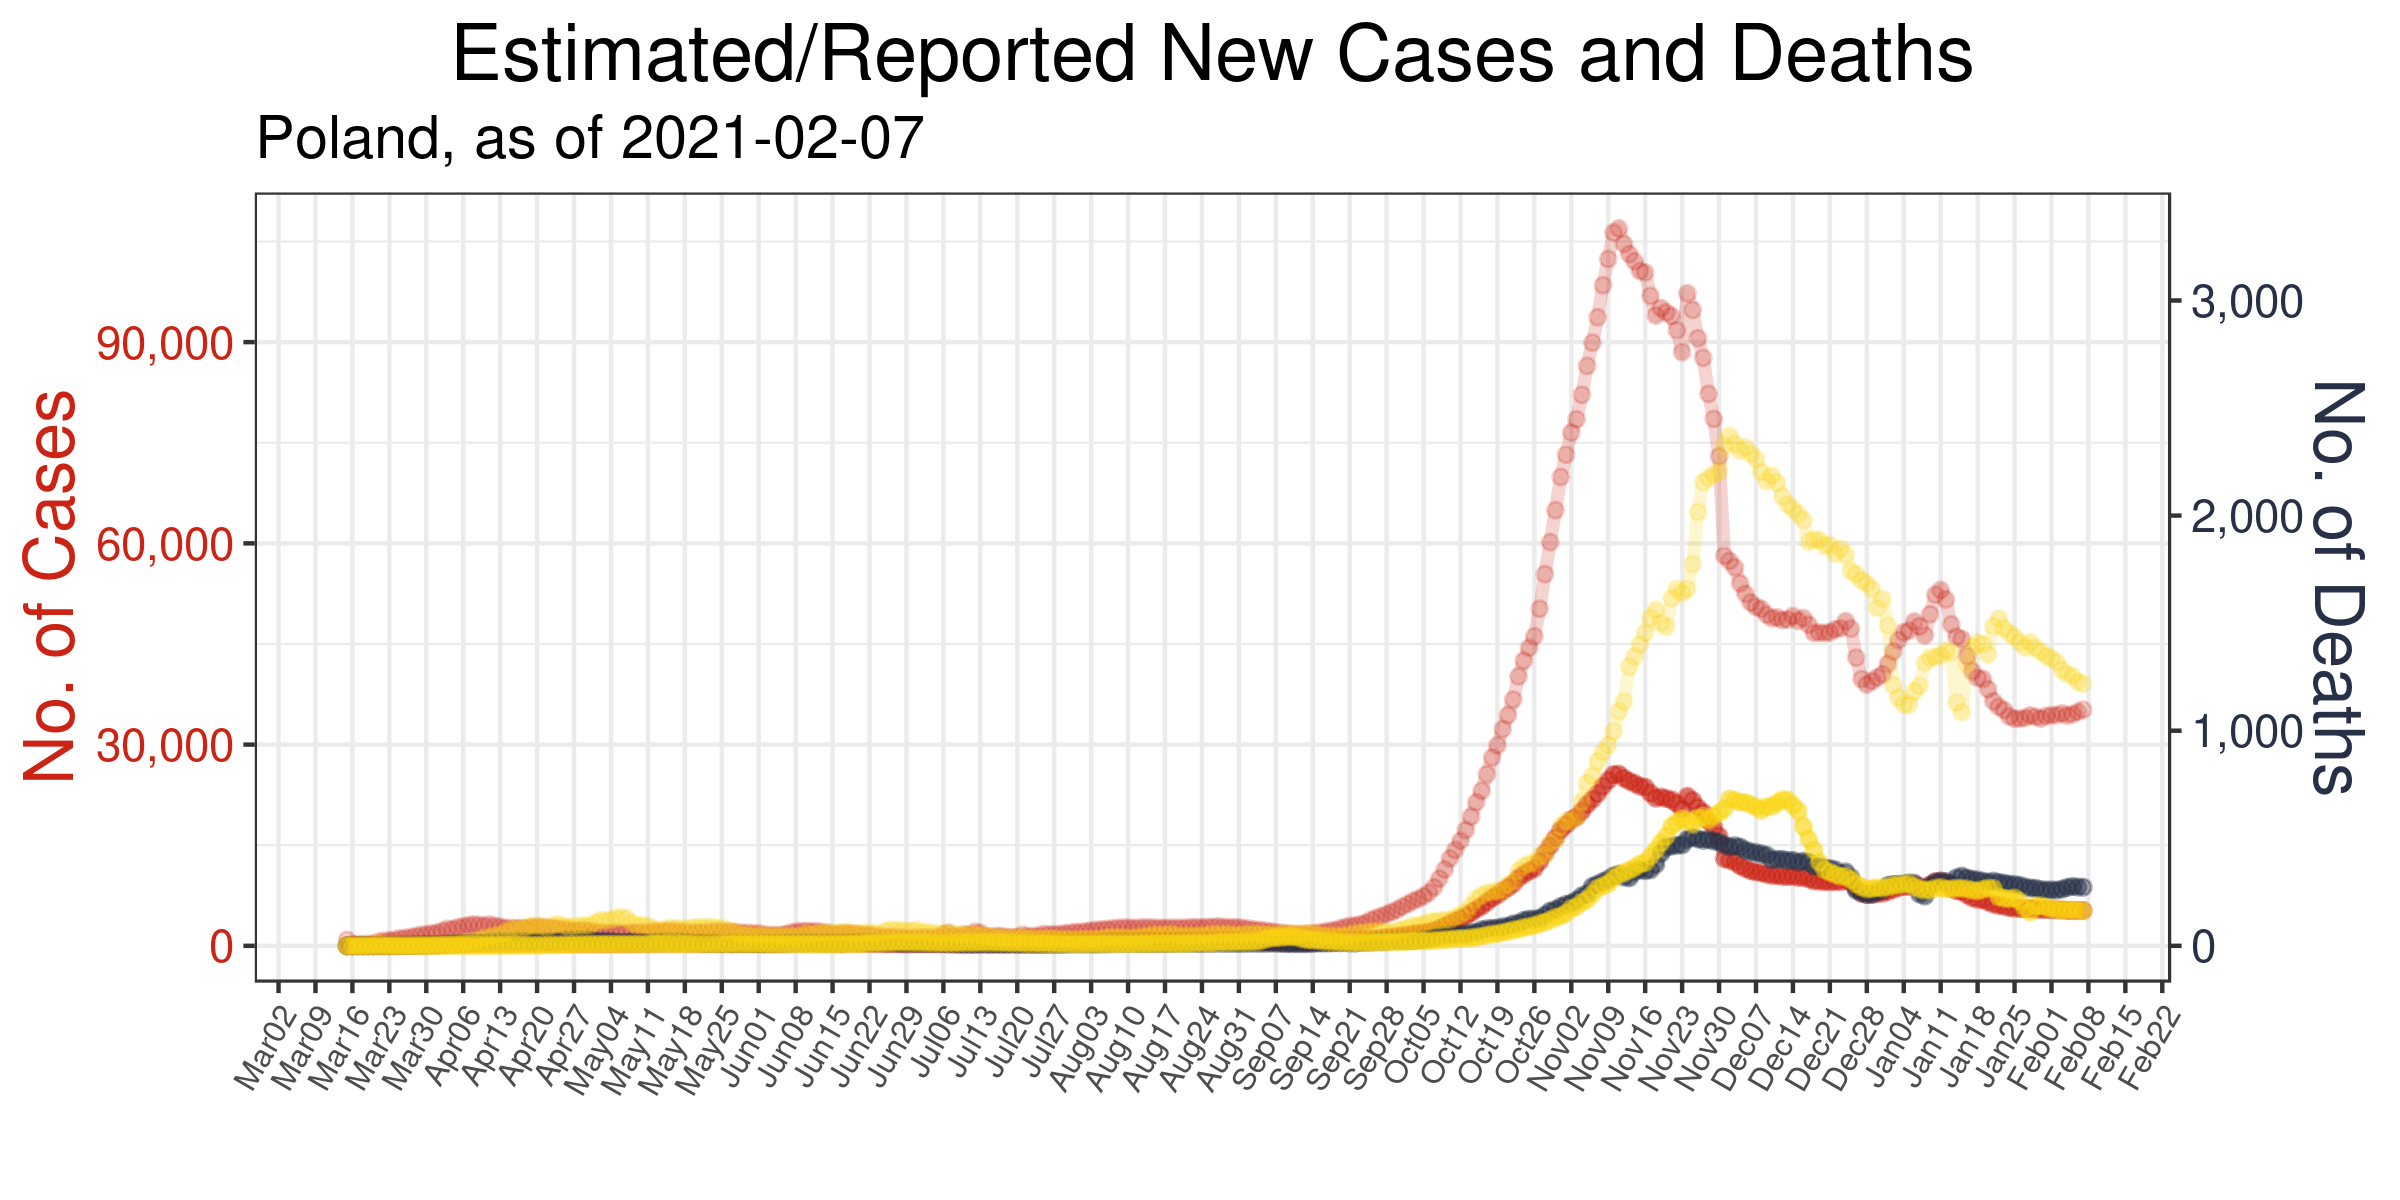 Estimated/Reported New Cases and Deaths
Poland, as of 2021-02-07
No. of Cases
90,000
60,000
30,000
0
3,000
2,000
1,000
0
No. of Deaths
Mar02
Mar09
Mar16
Mar23
Mar30
Apr06
Apr13
Apr20
Apr27
May04
May11
May18
May25
Jun01
Jun08
Jun15
Jun22
Jun29
Jul06
Jul13
Jul20
Jul27
Aug03
Aug10
Aug17
Aug24
Aug31
Sep07
Sep14
Sep21
Sep28
Oct05
Oct12
Oct19
Oct26
Nov02
Nov09
Nov16
Nov23
Nov30
Dec07
Dec14
Dec21
Dec28
Jan04
Jan11
Jan18
Jan25
Feb01
Feb08
Feb15
Feb22